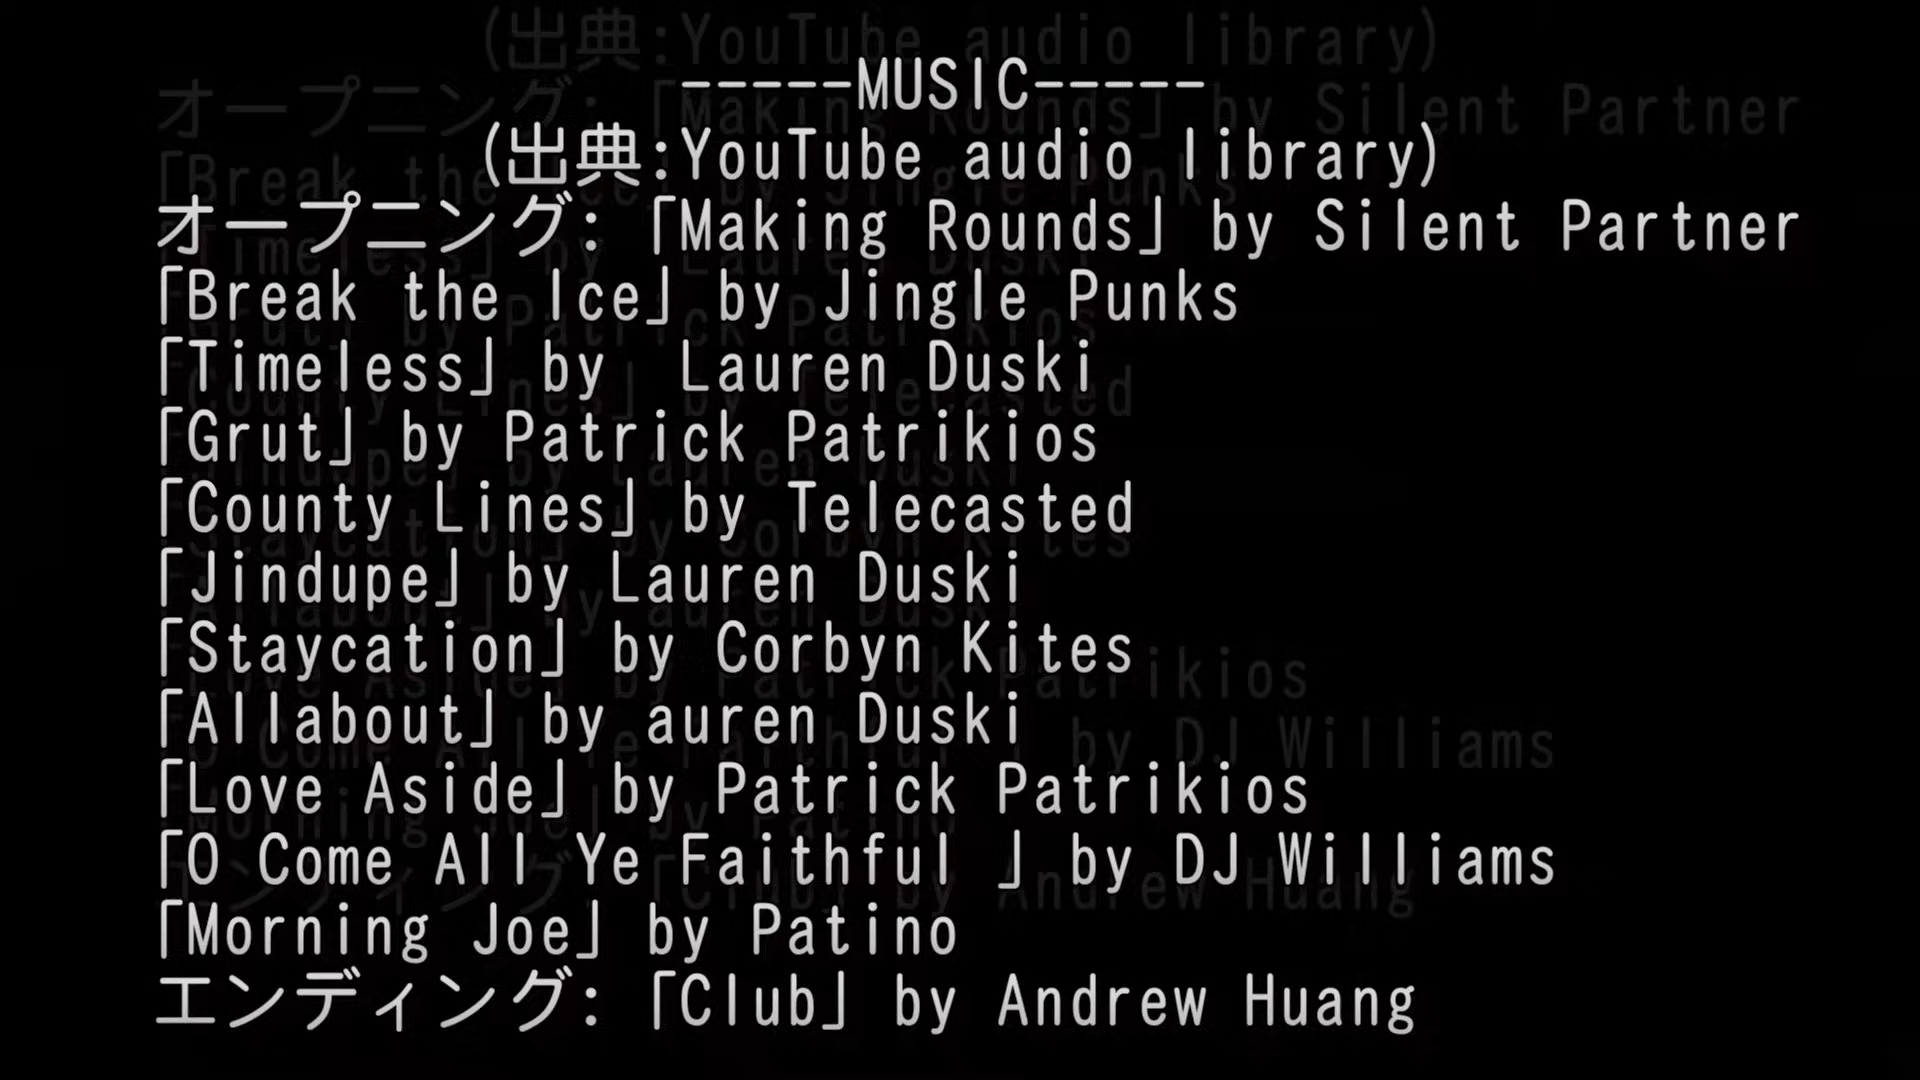 -----MUSIC-----
(出典:YouTube audio library)
オープニング:「Making Rounds」by Silent Partner
「Break the Ice」by Jingle Punks
「Timeless」by  Lauren Duski
「Grut」by Patrick Patrikios
「County Lines」by Telecasted
「Jindupe」by Lauren Duski
「Staycation」by Corbyn Kites
「Allabout」by auren Duski
「Love Aside」by Patrick Patrikios
「O Come All Ye Faithful 」by DJ Williams
「Morning Joe」by Patino
エンディング:「Club」by Andrew Huang